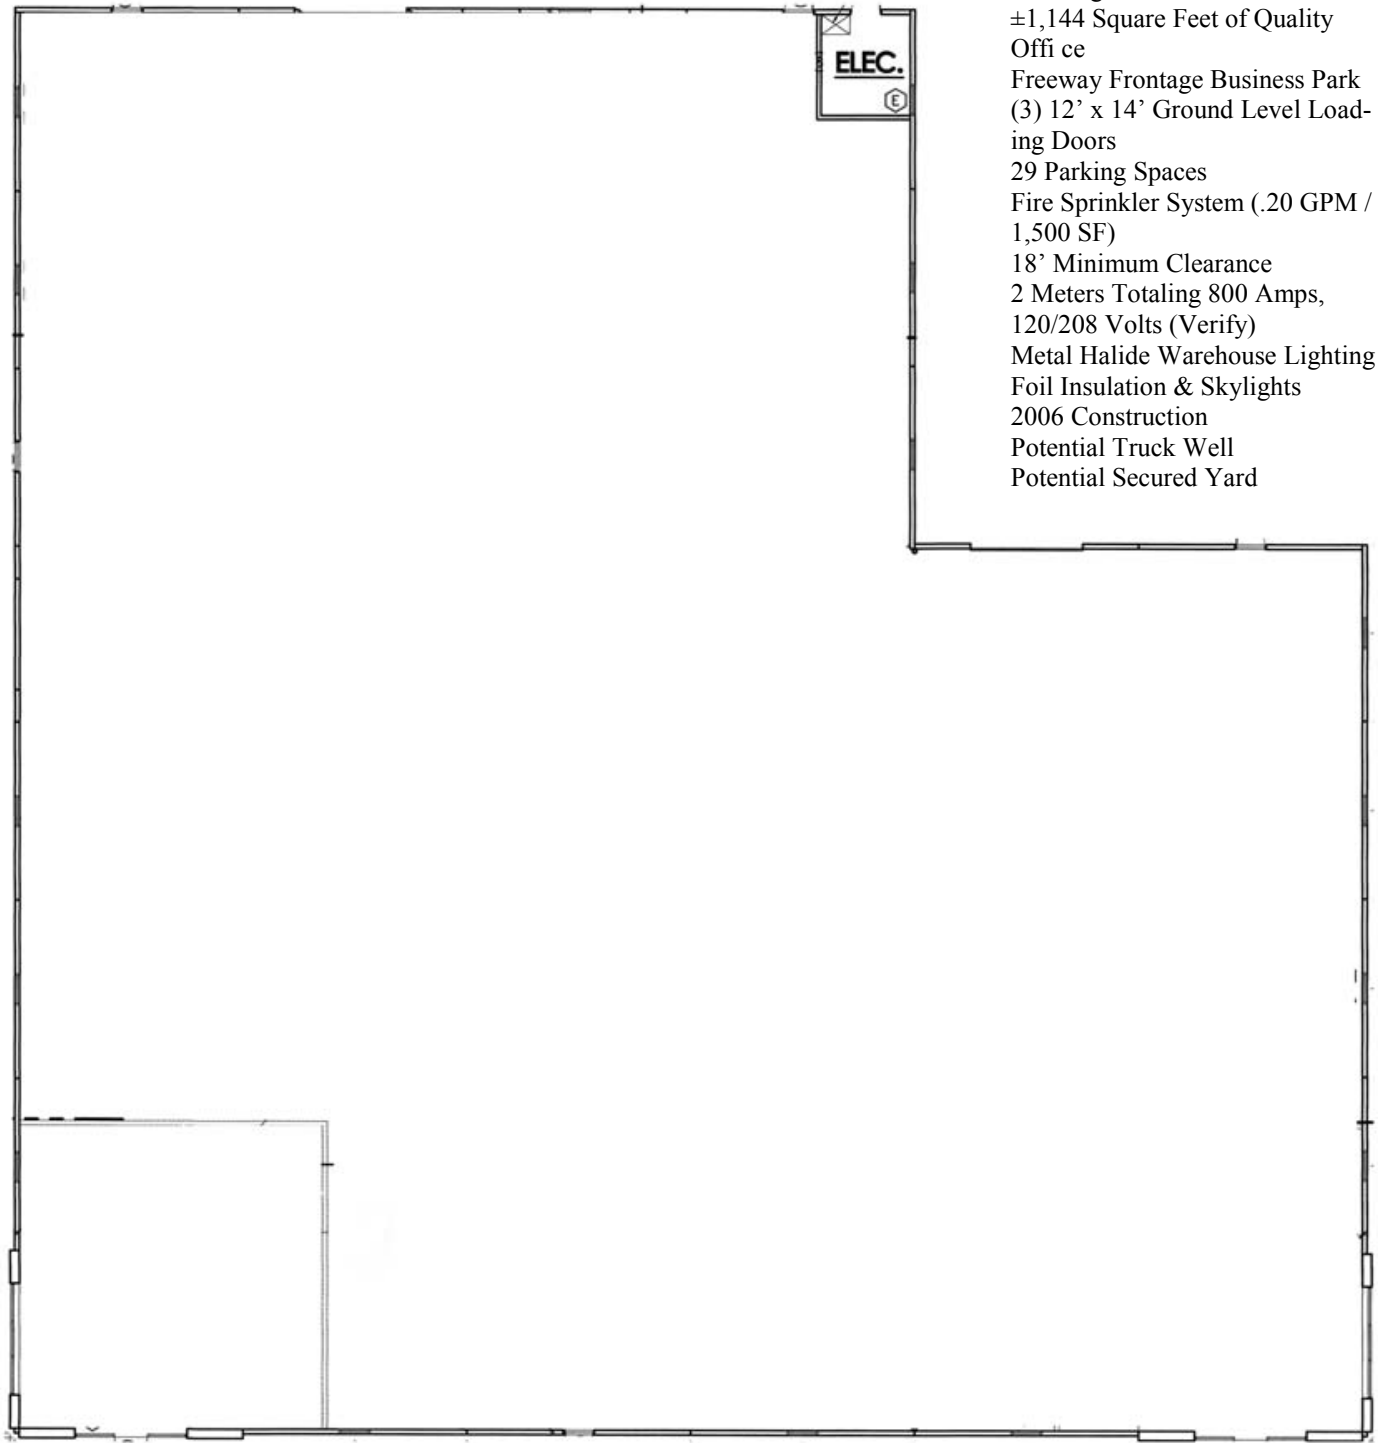 ±1,144 Square Feet of Quality
Offi ce
Freeway Frontage Business Park
(3) 12’ x 14’ Ground Level Load-
ing Doors
29 Parking Spaces
Fire Sprinkler System (.20 GPM /
1,500 SF)
18’ Minimum Clearance
2 Meters Totaling 800 Amps,
120/208 Volts (Verify)
Metal Halide Warehouse Lighting
Foil Insulation & Skylights
2006 Construction
Potential Truck Well
Potential Secured Yard
ELEC.
E